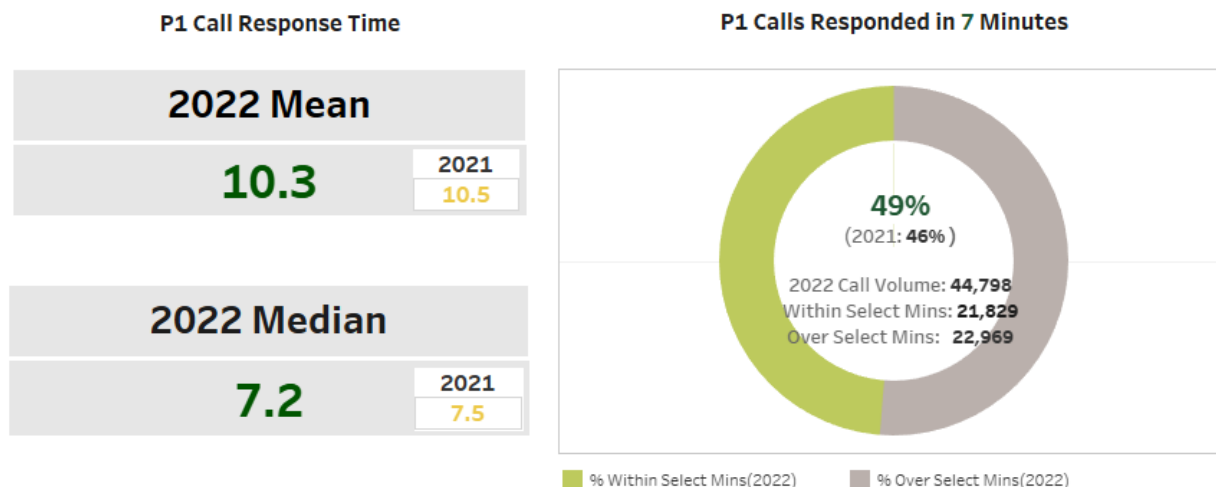 P1 Call Response Time
2022 Mean
10.3
2021
10.5
2022 Median
7.2
2021
7.5
P1 Calls Responded in 7 Minutes
49%
(2021: 46% )
2022 Call Volume: 44,798
Within Select Mins: 21,829
Over Select Mins: 22,969
% Within Select Mins(2022)
% Over Select Mins(2022)